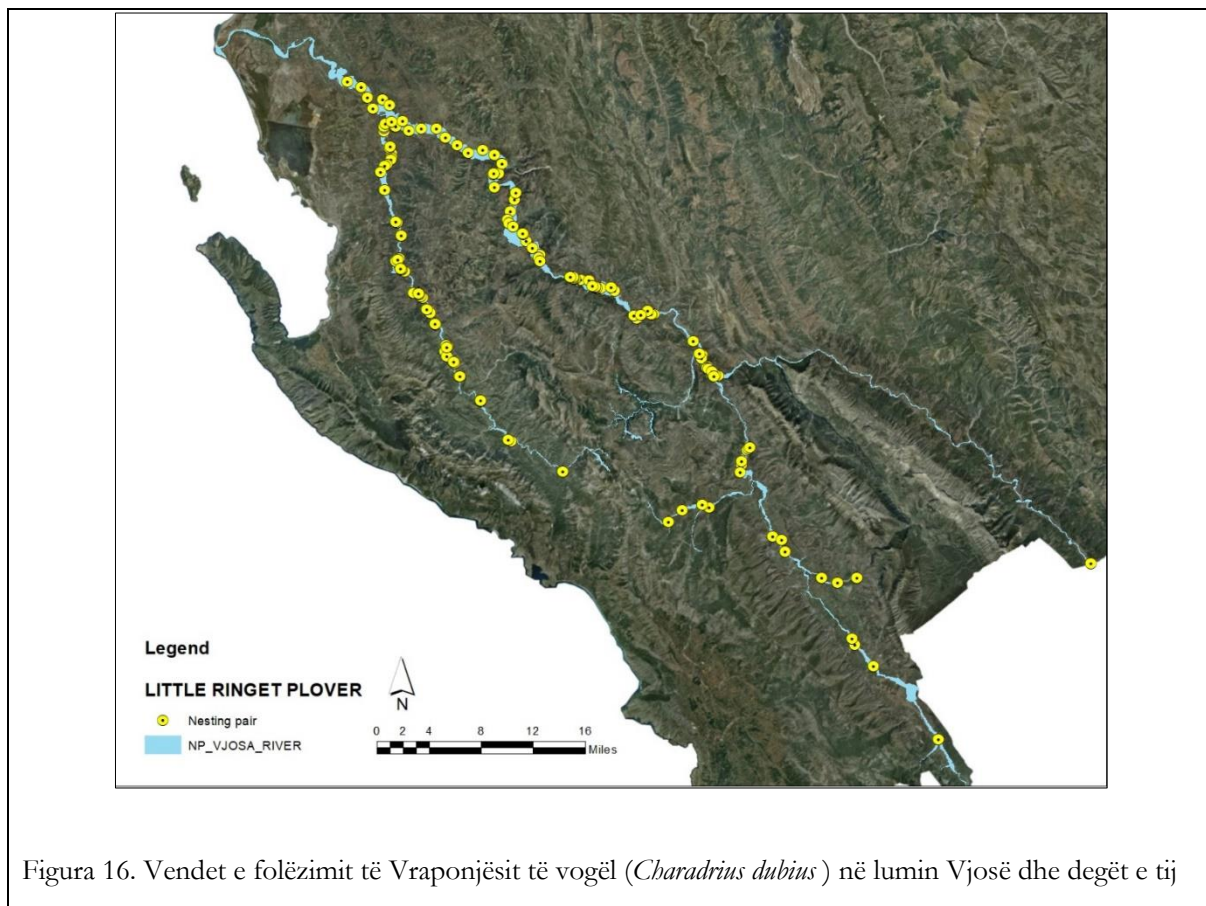 Legend
LITTLE RINGET PLOVER
Nesting pair
NP_VJOSA_RIVER
N
0 2 4 8 12 16
Miles
Figura 16. Vendet e folëzimit të Vraponjësit të vogël (Charadrius dubius ) në lumin Vjosë dhe degët e tij